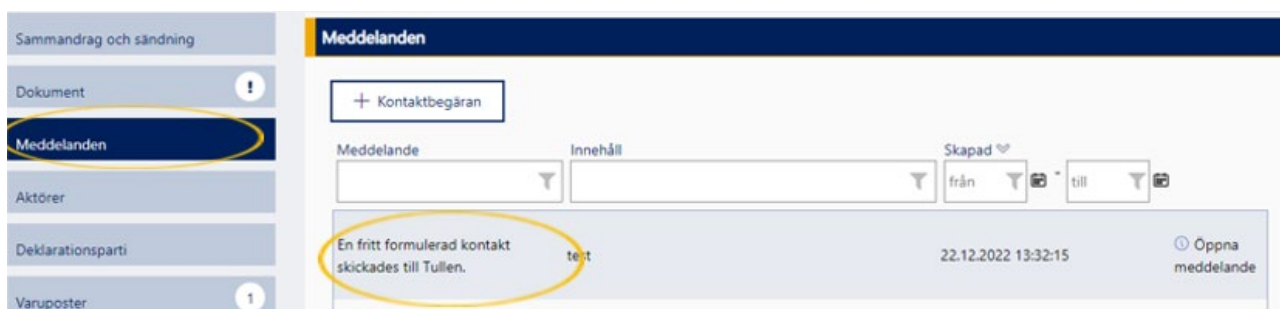 Sammandrag och sändning
Dokument !
Meddelanden
Aktörer
Deklarationsparti
Varuposter 1
Meddelanden
+ Kontaktbegäran
Meddelande Innehåll Skapad
från - till
En fritt formulerad kontakt
skickades till Tullen.
test
22.12.2022 13:32:15
Öppna
meddelande